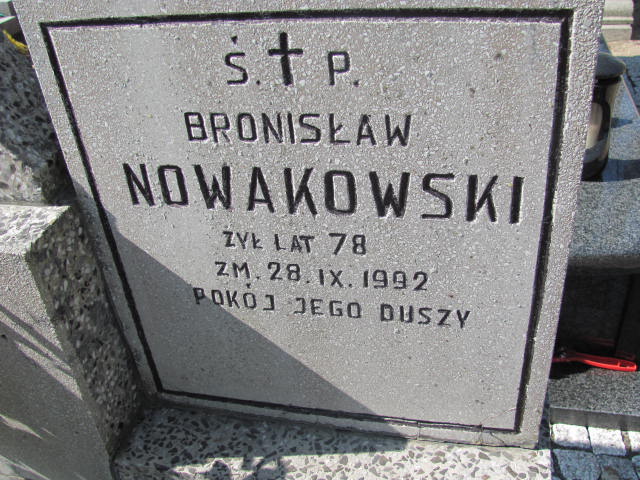 Ś. P.
BRONISŁAW
NOWAKOWSKI
ŻYŁ LAT 78
ZM. 28. IX. 1992
POKÓJ JEGO DUSZY